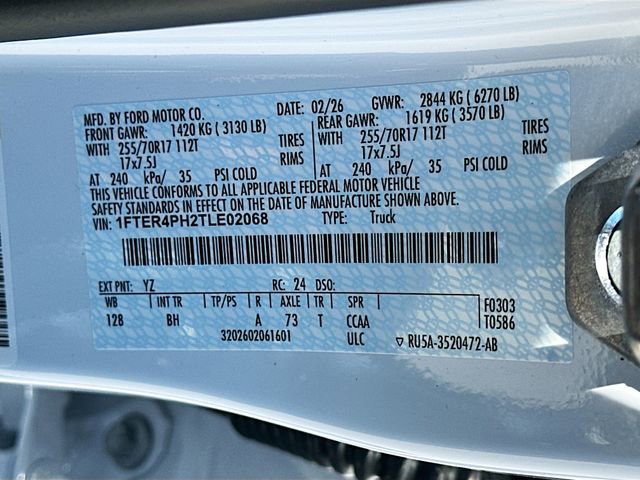 MFD. BY FORD MOTOR CO. DATE: 02/26 GVWR: 2844 KG ( 6270 LB)
FRONT GAWR: 1420 KG ( 3130 LB) REAR GAWR: 1619 KG ( 3570 LB)
WITH 255/70R17 112T TIRES WITH 255/70R17 112T TIRES
17x7.5J RIMS 17x7.5J RIMS
AT 240 kPa/ 35 PSI COLD AT 240 kPa/ 35 PSI COLD
THIS VEHICLE CONFORMS TO ALL APPLICABLE FEDERAL MOTOR VEHICLE
SAFETY STANDARDS IN EFFECT ON THE DATE OF MANUFACTURE SHOWN ABOVE.
VIN: 1FTER4PH2TLE02068 TYPE: Truck
EXT PNT: YZ RC: 24 DSO:
WB INT TR TP/PS R AXLE TR SPR F0303
128 BH A 73 T CCAA T0586
3202602061601 ULC ▽ RU5A-3520472-AB